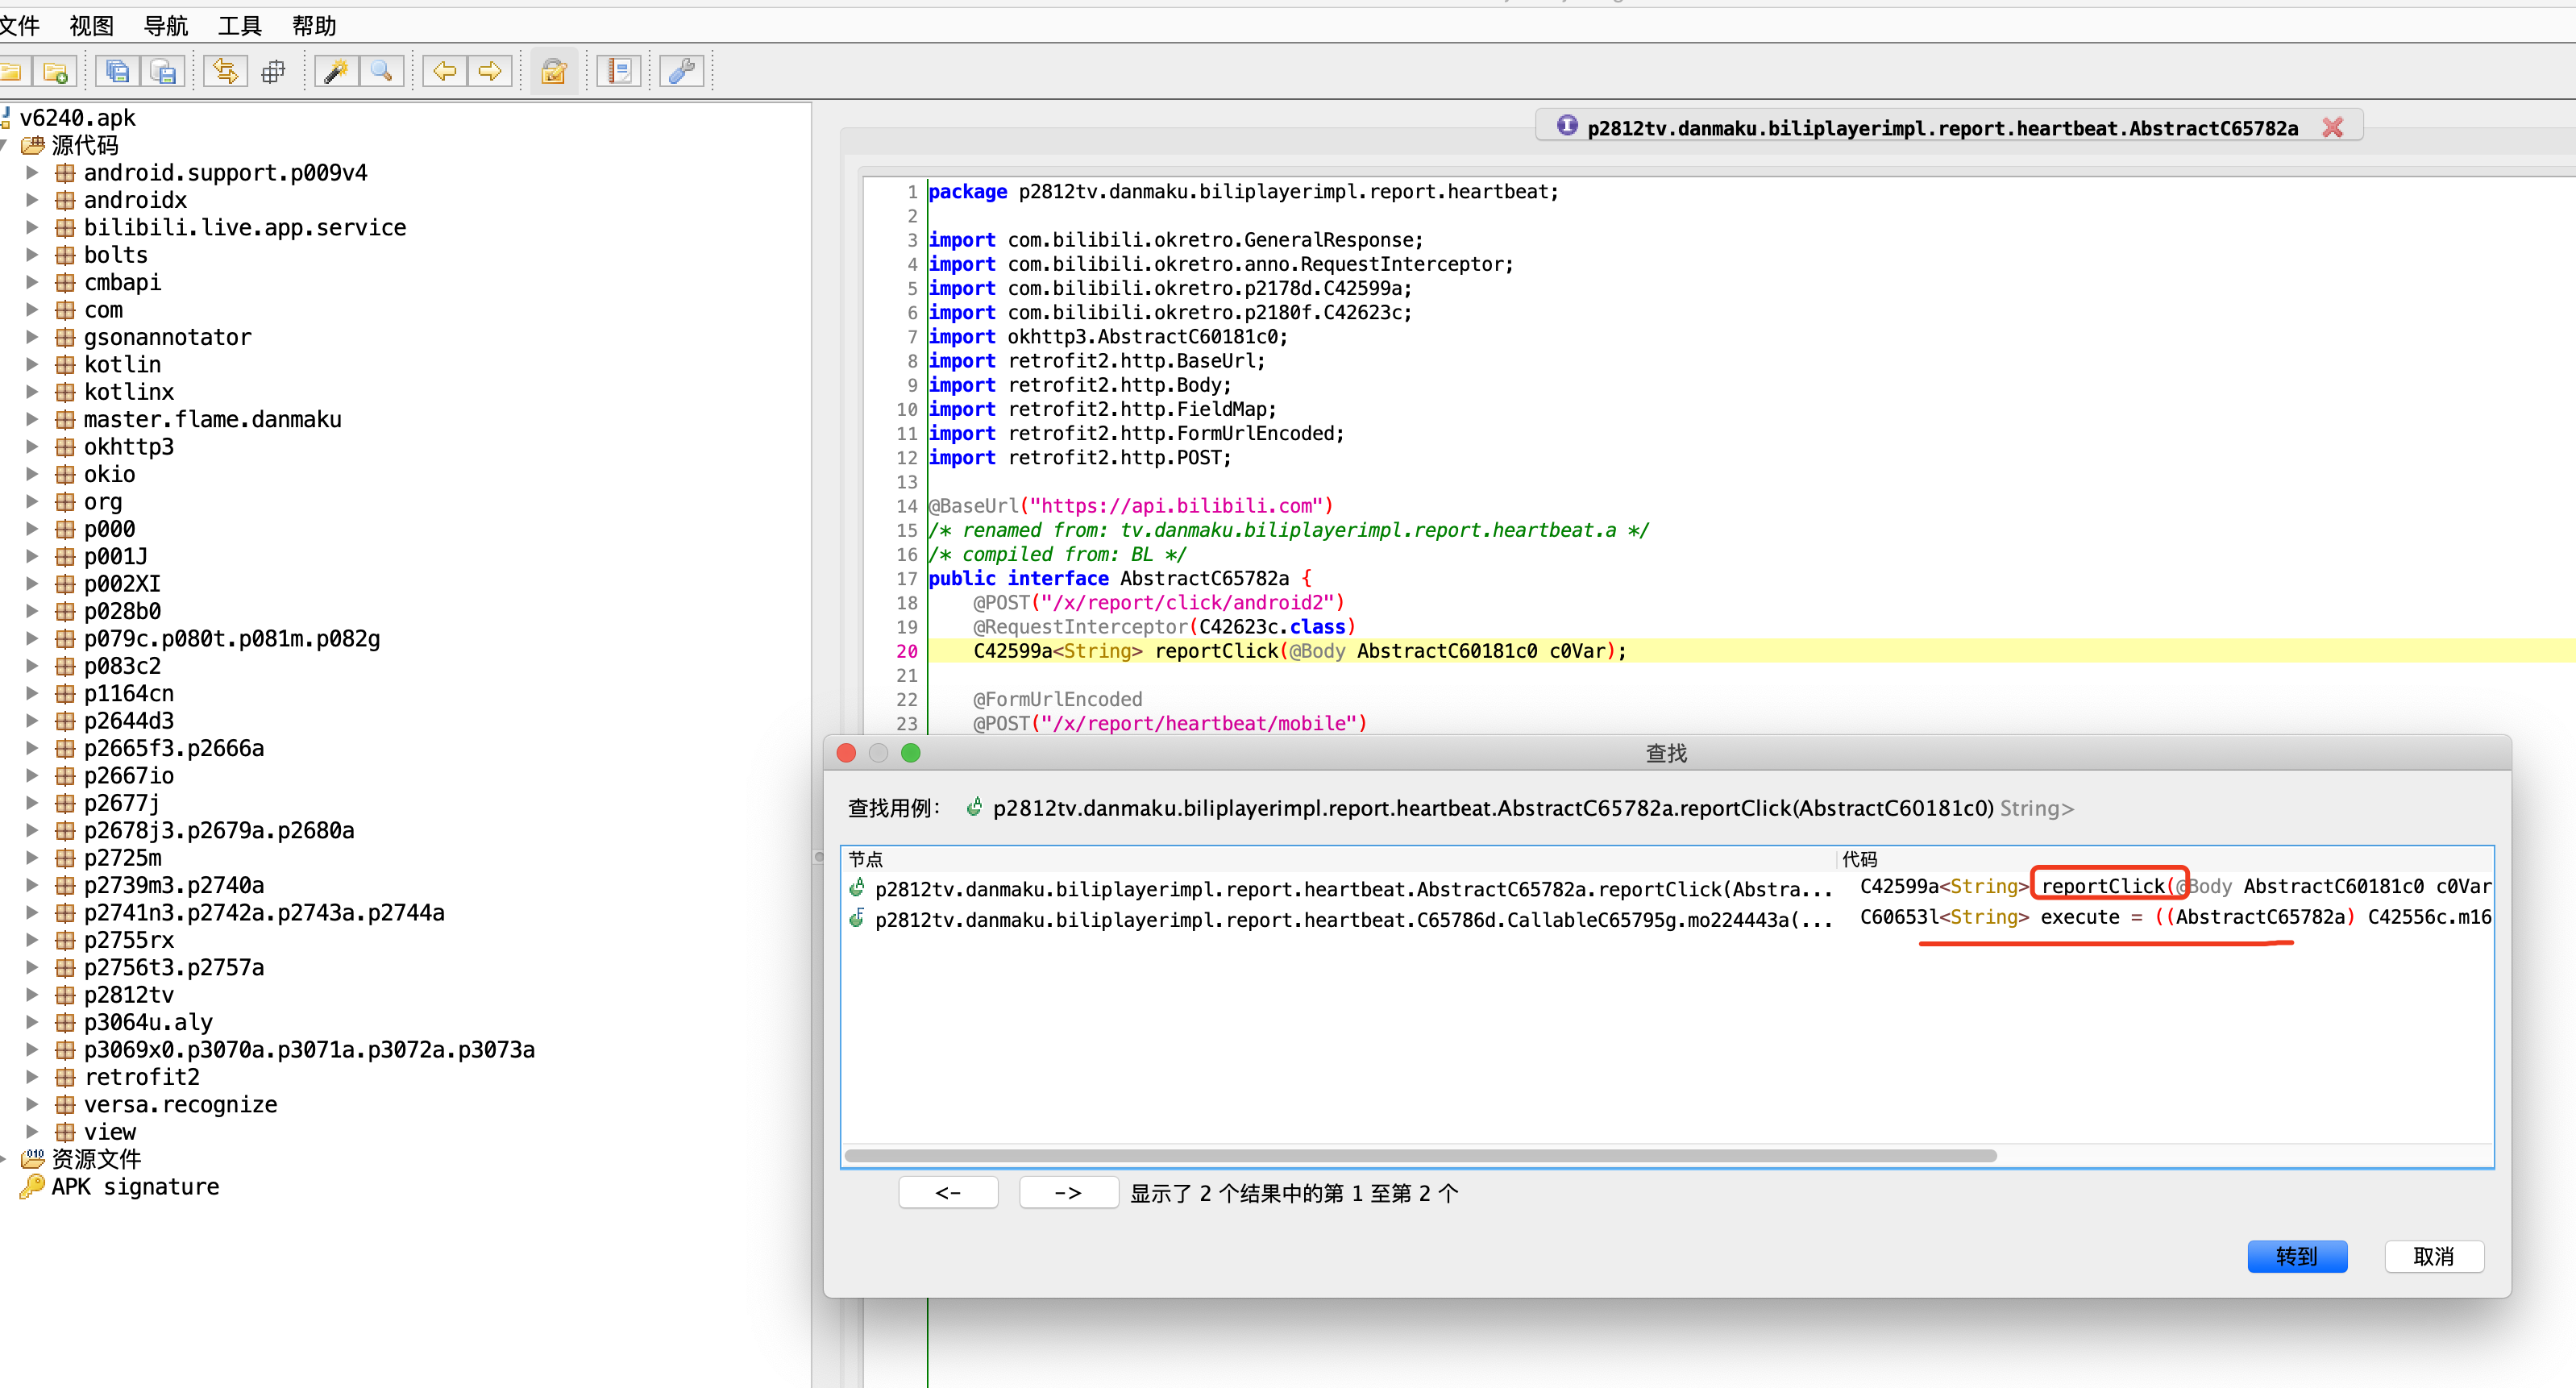 文件 视图 导航 工具 帮助
v6240.apk
源代码
android.support.p009v4
androidx
bilibili.live.app.service
bolts
cmbapi
com
gsonannotator
kotlin
kotlinx
master.flame.danmaku
okhttp3
okio
org
p000
p001J
p002XI
p028b0
p079c.p080t.p081m.p082g
p083c2
p1164cn
p2644d3
p2665f3.p2666a
p2667io
p2677j
p2678j3.p2679a.p2680a
p2725m
p2739m3.p2740a
p2741n3.p2742a.p2743a.p2744a
p2755rx
p2756t3.p2757a
p2812tv
p3064u.aly
p3069x0.p3070a.p3071a.p3072a.p3073a
retrofit2
versa.recognize
view
资源文件
APK signature
p2812tv.danmaku.biliplayerimpl.report.heartbeat.AbstractC65782a
1 package p2812tv.danmaku.biliplayerimpl.report.heartbeat;
2
3 import com.bilibili.okretro.GeneralResponse;
4 import com.bilibili.okretro.anno.RequestInterceptor;
5 import com.bilibili.okretro.p2178d.C42599a;
6 import com.bilibili.okretro.p2180f.C42623c;
7 import okhttp3.AbstractC60181c0;
8 import retrofit2.http.BaseUrl;
9 import retrofit2.http.Body;
10 import retrofit2.http.FieldMap;
11 import retrofit2.http.FormUrlEncoded;
12 import retrofit2.http.POST;
13
14 @BaseUrl("https://api.bilibili.com")
15 /* renamed from: tv.danmaku.biliplayerimpl.report.heartbeat.a */
16 /* compiled from: BL */
17 public interface AbstractC65782a {
18 @POST("/x/report/click/android2")
19 @RequestInterceptor(C42623c.class)
20 C42599a<String> reportClick(@Body AbstractC60181c0 c0Var);
21
22 @FormUrlEncoded
23 @POST("/x/report/heartbeat/mobile")
查找
查找用例: p2812tv.danmaku.biliplayerimpl.report.heartbeat.AbstractC65782a.reportClick(AbstractC60181c0) String>
节点 代码
p2812tv.danmaku.biliplayerimpl.report.heartbeat.AbstractC65782a.reportClick(Abstra... C42599a<String> reportClick(@Body AbstractC60181c0 c0Var
p2812tv.danmaku.biliplayerimpl.report.heartbeat.C65786d.CallableC65795g.mo224443a(... C60653l<String> execute = ((AbstractC65782a) C42556c.m16
<- -> 显示了 2 个结果中的第 1 至第 2 个
转到 取消